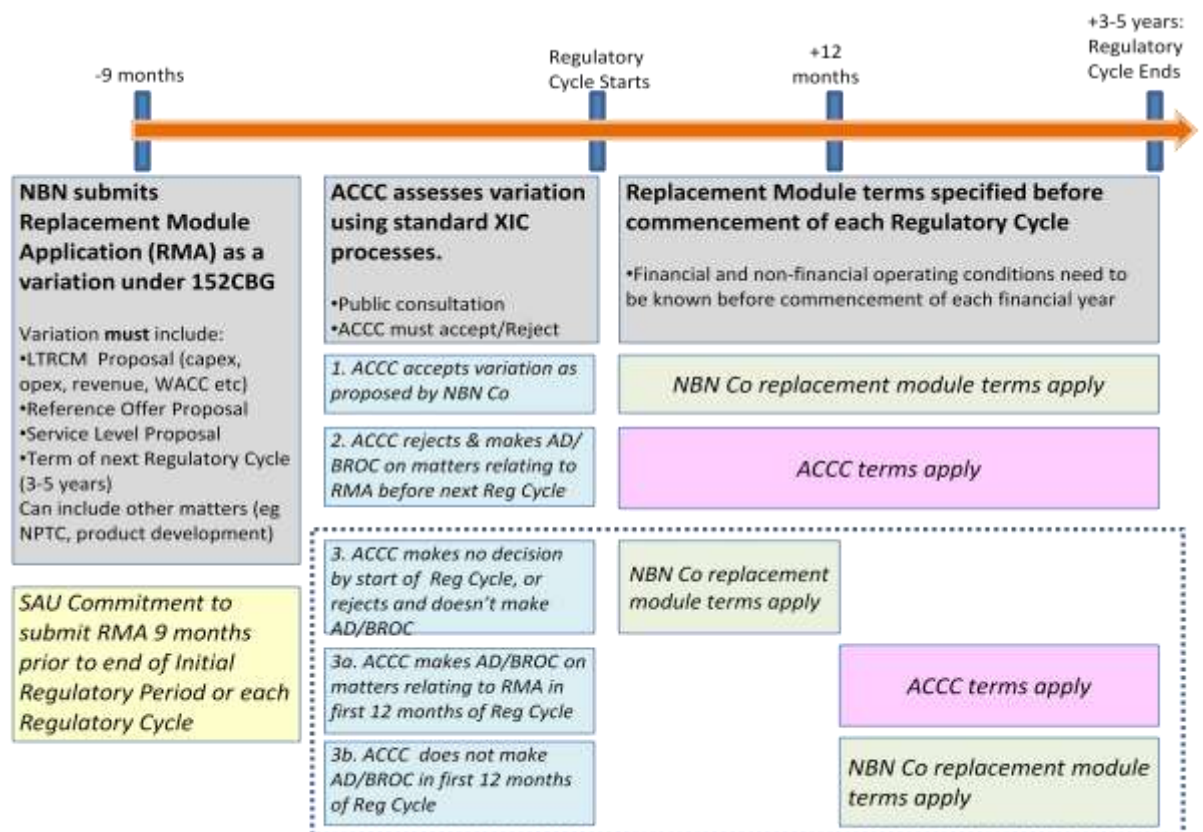 -9 months
Regulatory
Cycle Starts
+12
months
+3-5 years:
Regulatory
Cycle Ends
NBN submits
Replacement Module
Application (RMA) as a
variation under 152CBG
Variation must include:
•LTRCM Proposal (capex,
opex, revenue, WACC etc)
•Reference Offer Proposal
•Service Level Proposal
•Term of next Regulatory Cycle
(3-5 years)
Can include other matters (eg
NPTC, product development)
SAU Commitment to
submit RMA 9 months
prior to end of Initial
Regulatory Period or each
Regulatory Cycle
ACCC assesses variation
using standard XIC
processes.
•Public consultation
•ACCC must accept/Reject
Replacement Module terms specified before
commencement of each Regulatory Cycle
•Financial and non-financial operating conditions need to
be known before commencement of each financial year
1. ACCC accepts variation as
proposed by NBN Co
NBN Co replacement module terms apply
2. ACCC rejects & makes AD/
BROC on matters relating to
RMA before next Reg Cycle
ACCC terms apply
3. ACCC makes no decision
by start of Reg Cycle, or
rejects and doesn't make
AD/BROC
NBN Co replacement
module terms apply
3a. ACCC makes AD/BROC on
matters relating to RMA in
first 12 months of Reg Cycle
ACCC terms apply
3b. ACCC does not make
AD/BROC in first 12 months
of Reg Cycle
NBN Co replacement module
terms apply